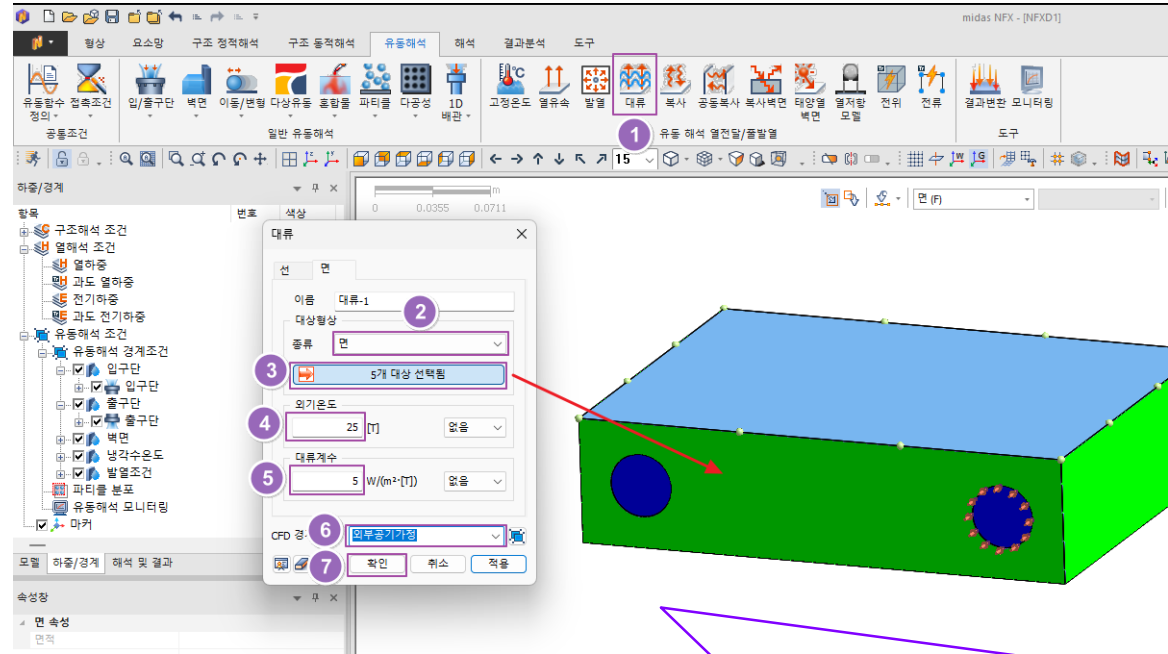 midas NFX - [NFXD1]
형상 요소망 구조 정적해석 구조 동적해석 유동해석 해석 결과분석 도구
유동함수 정의 접촉조건 입/출구단 벽면 이동/변형 다상유동 혼합물 파티클 다공성 1D 배관 고정온도 열유속 발열 대류 복사 공동복사 복사벽면 태양열 벽면 열저항 모델 전위 전류 결과변환 모니터링
공통조건 일반 유동해석 1 유동 해석 열전달/줄발열 도구
15
하중/경계
항목 번호 색상
구조해석 조건
열해석 조건
열하중
과도 열하중
전기하중
과도 전기하중
유동해석 조건
유동해석 경계조건
입구단
입구단
출구단
출구단
벽면
냉각수온도
발열조건
파티클 분포
유동해석 모니터링
마커
모델 하중/경계 해석 및 결과
속성창
면 속성
면적
m
0 0.0355 0.0711
면 (F)
대류
선 면
이름 대류-1
2
대상형상
종류 면
3 5개 대상 선택됨
외기온도
4 25 [T] 없음
대류계수
5 5 W/(m²·[T]) 없음
CFD 경 6 외부공기가정
7 확인 취소 적용